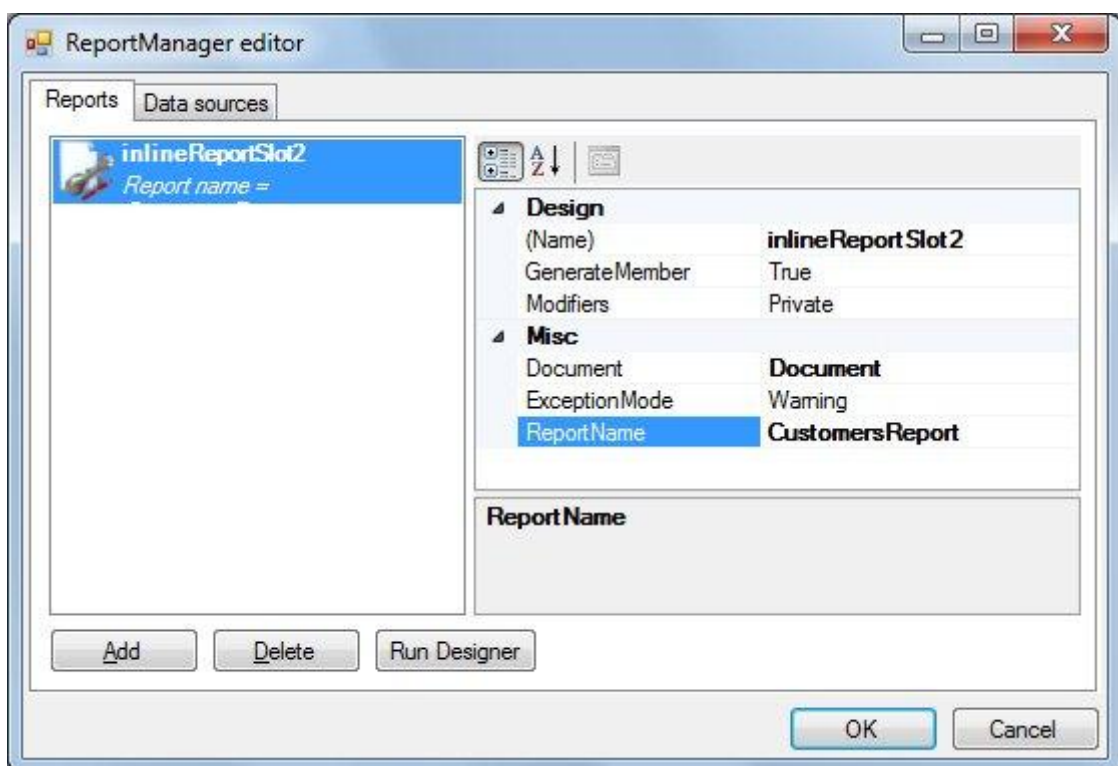 ReportManager editor
Reports Data sources
inlineReportSlot2
Report name =
Design
(Name) inlineReportSlot2
GenerateMember True
Modifiers Private
Misc
Document Document
ExceptionMode Warning
ReportName CustomersReport
ReportName
Add Delete Run Designer
OK Cancel